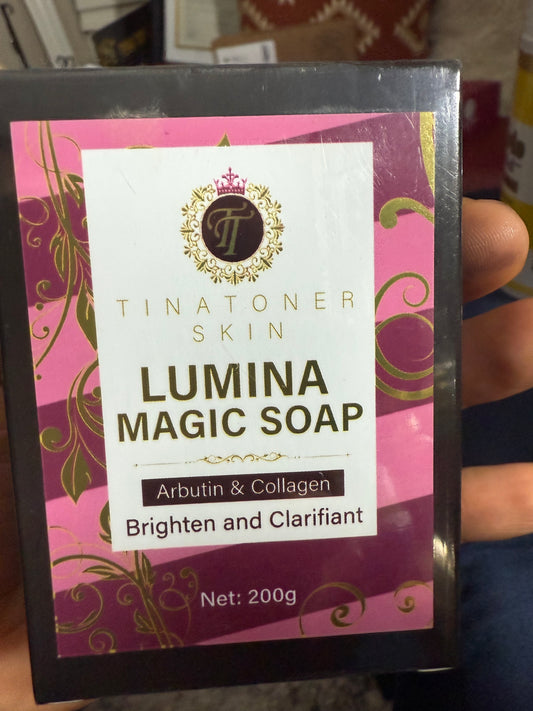 TT
TINATONER
SKIN
LUMINA
MAGIC SOAP
Arbutin & Collagen
Brighten and Clarifiant
Net: 200g